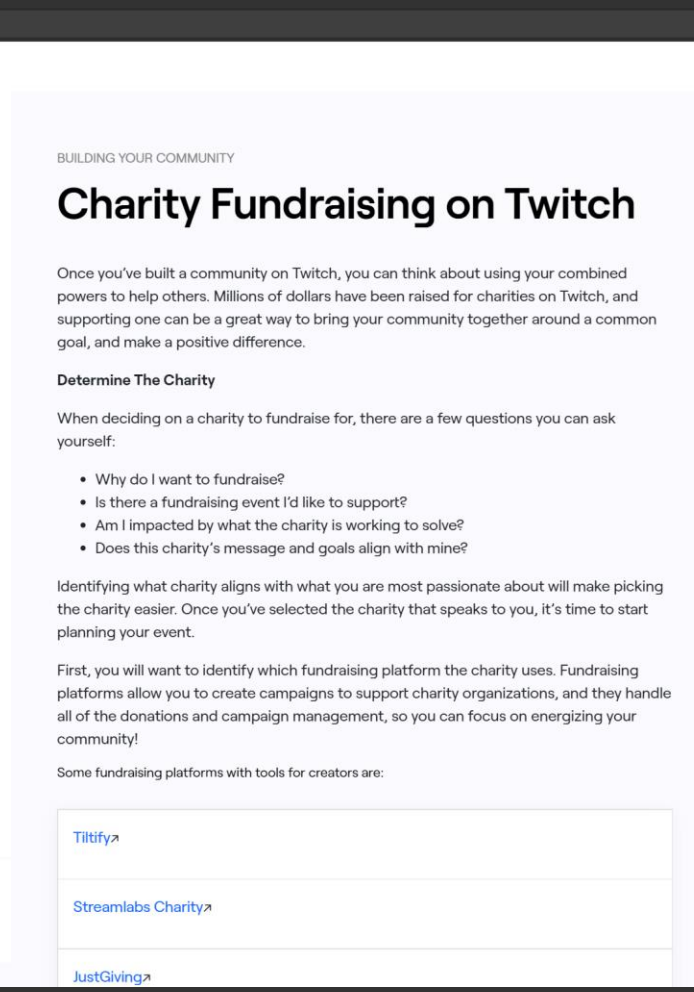 BUILDING YOUR COMMUNITY
Charity Fundraising on Twitch
Once you've built a community on Twitch, you can think about using your combined
powers to help others. Millions of dollars have been raised for charities on Twitch, and
supporting one can be a great way to bring your community together around a common
goal, and make a positive difference.
Determine The Charity
When deciding on a charity to fundraise for, there are a few questions you can ask
yourself:
• Why do I want to fundraise?
• Is there a fundraising event I'd like to support?
• Am I impacted by what the charity is working to solve?
• Does this charity's message and goals align with mine?
Identifying what charity aligns with what you are most passionate about will make picking
the charity easier. Once you've selected the charity that speaks to you, it's time to start
planning your event.
First, you will want to identify which fundraising platform the charity uses. Fundraising
platforms allow you to create campaigns to support charity organizations, and they handle
all of the donations and campaign management, so you can focus on energizing your
community!
Some fundraising platforms with tools for creators are:
Tiltify↗
Streamlabs Charity↗
JustGiving↗